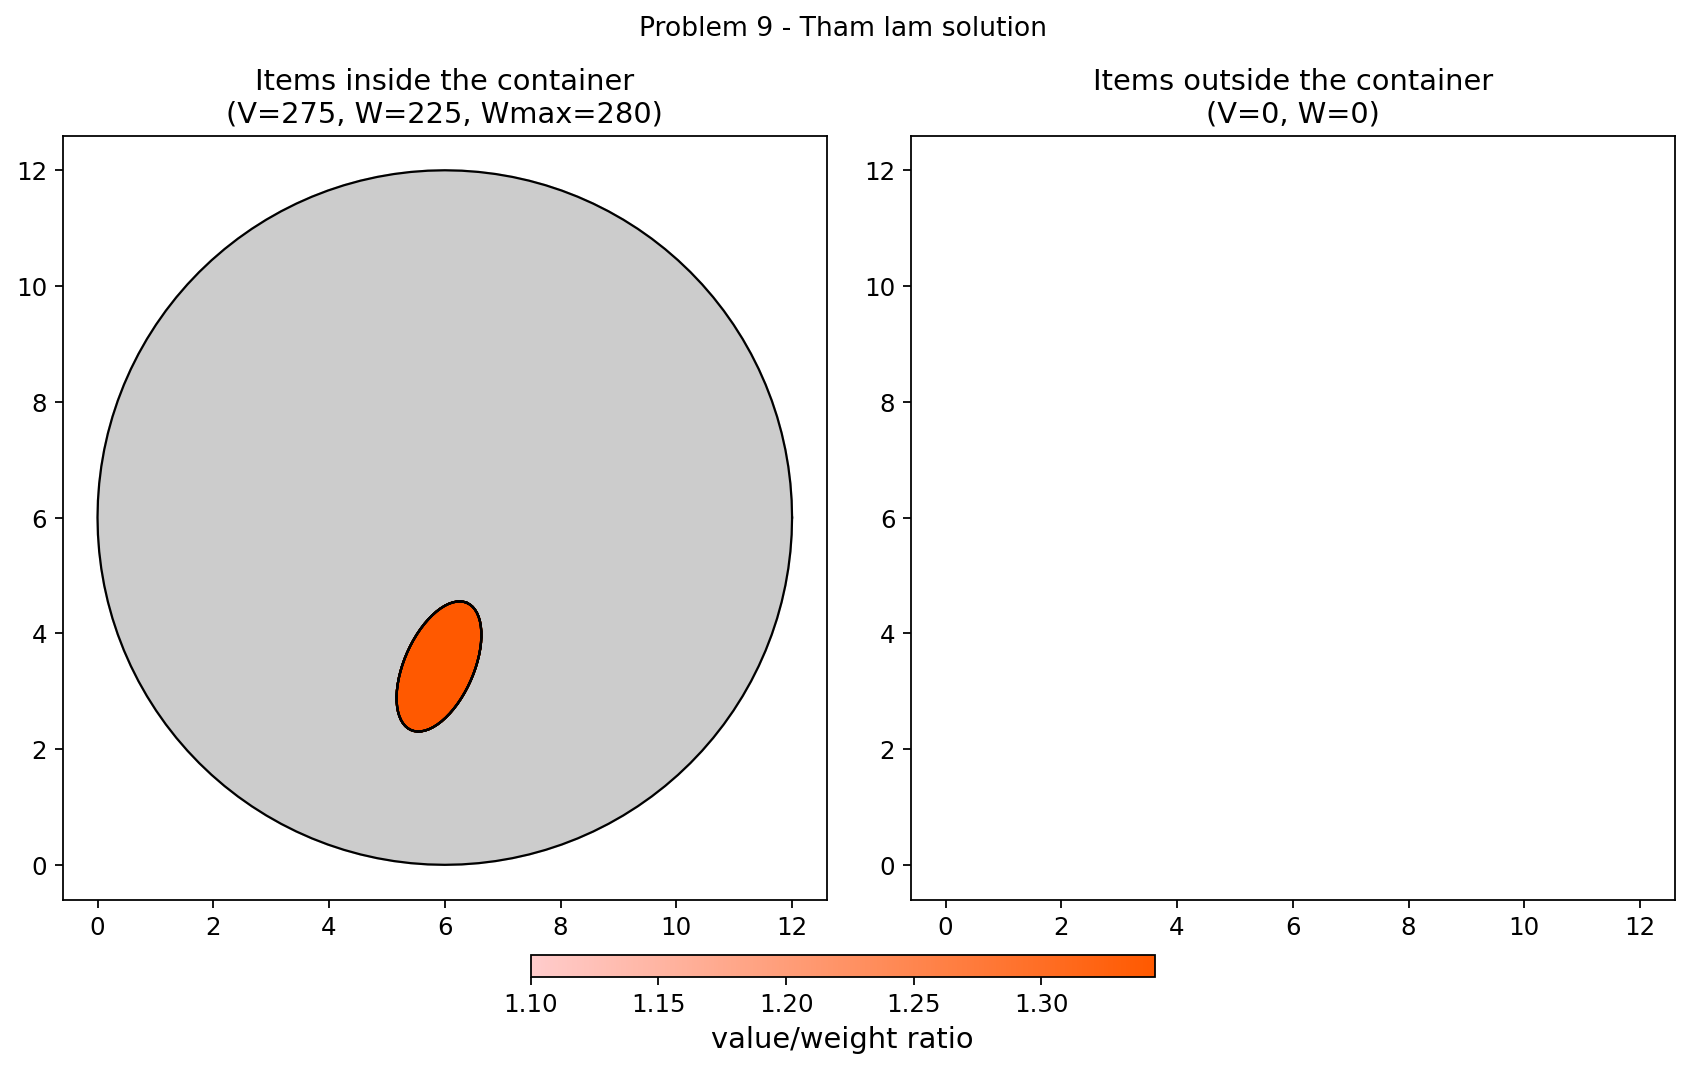 Problem 9 - Tham lam solution
Items inside the container
(V=275, W=225, Wmax=280)
12
10
8
6
4
2
0
0 2 4 6 8 10 12
Items outside the container
(V=0, W=0)
12
10
8
6
4
2
0
0 2 4 6 8 10 12
1.10 1.15 1.20 1.25 1.30
value/weight ratio